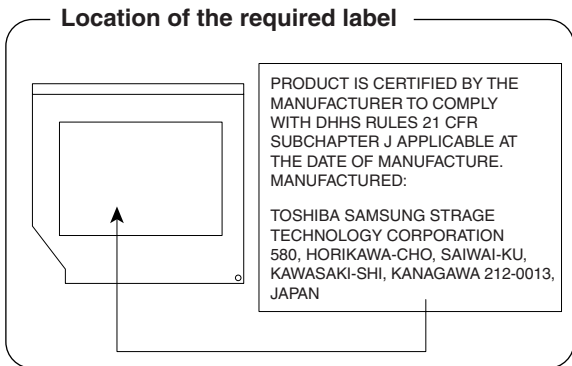 Location of the required label
PRODUCT IS CERTIFIED BY THE
MANUFACTURER TO COMPLY
WITH DHHS RULES 21 CFR
SUBCHAPTER J APPLICABLE AT
THE DATE OF MANUFACTURE.
MANUFACTURED:
TOSHIBA SAMSUNG STRAGE
TECHNOLOGY CORPORATION
580, HORIKAWA-CHO, SAIWAI-KU,
KAWASAKI-SHI, KANAGAWA 212-0013,
JAPAN